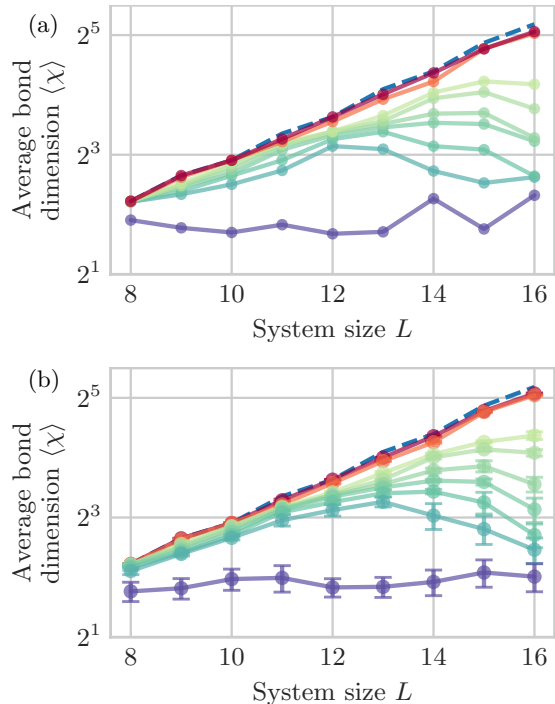 (a)
Average bond
dimension ⟨χ⟩
2^5
2^3
2^1
8 10 12 14 16
System size L
(b)
Average bond
dimension ⟨χ⟩
2^5
2^3
2^1
8 10 12 14 16
System size L